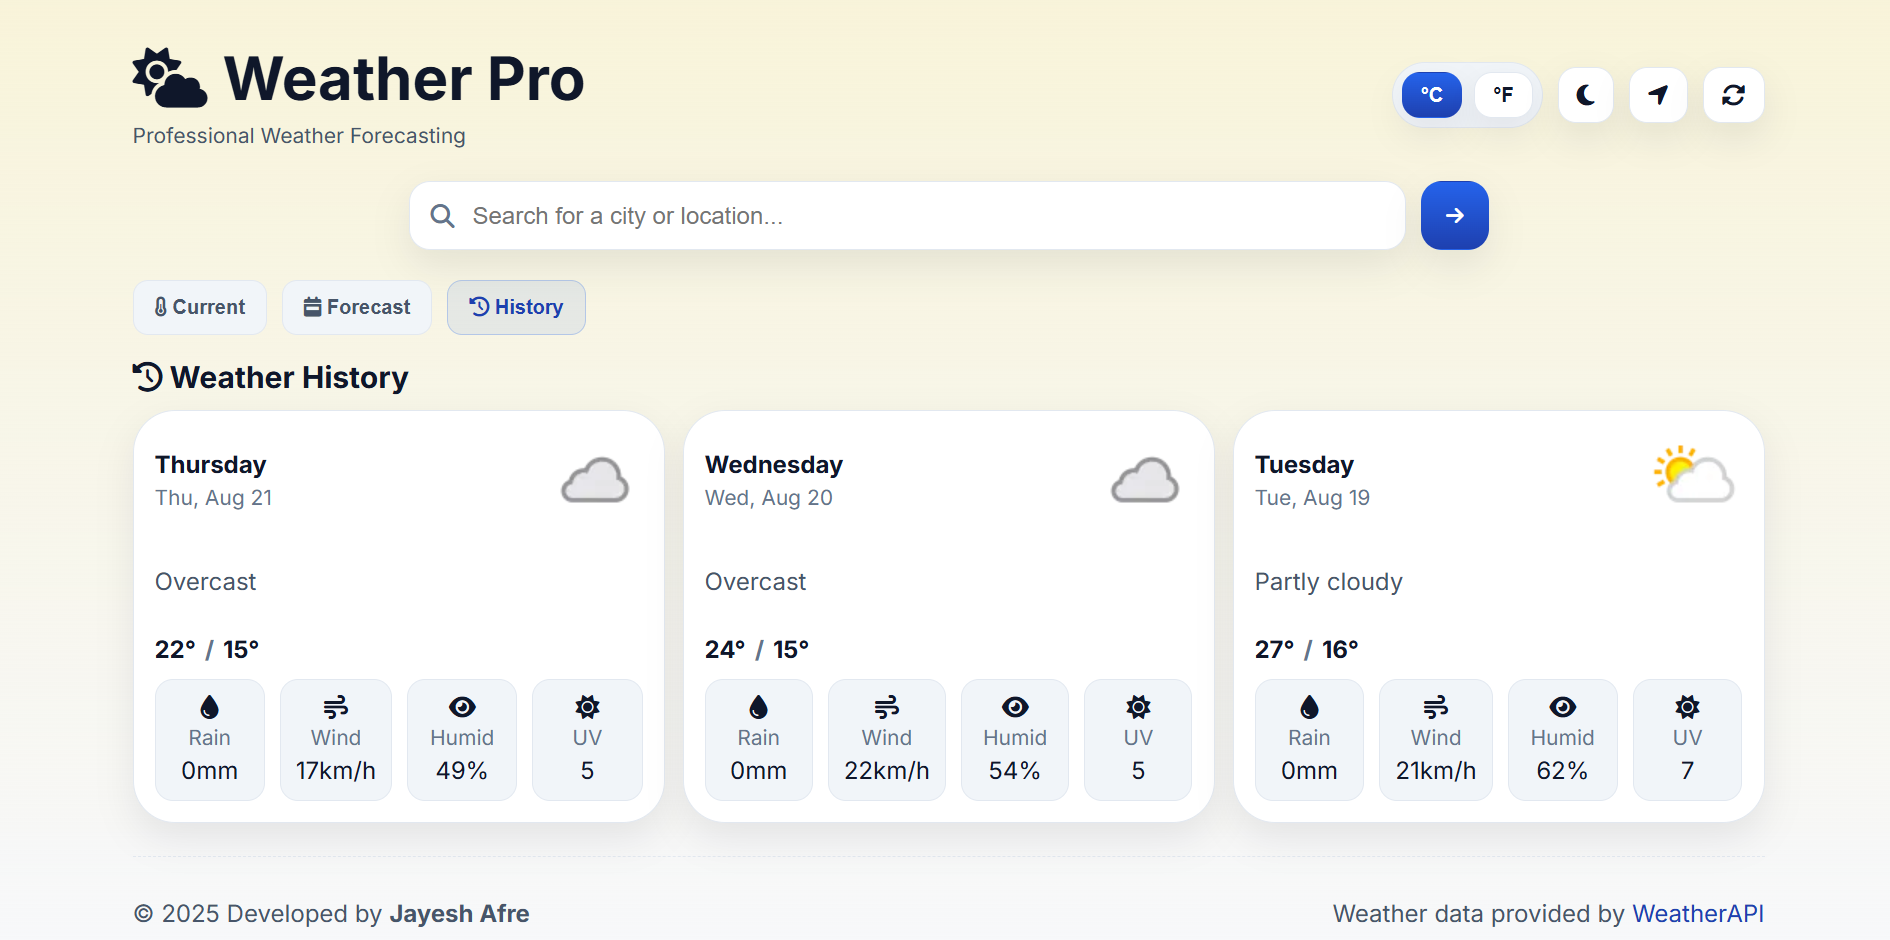 Weather Pro
Professional Weather Forecasting
°C
°F
Search for a city or location...
Current
Forecast
History
Weather History
Thursday
Thu, Aug 21
Overcast
22° / 15°
Rain
0mm
Wind
17km/h
Humid
49%
UV
5
Wednesday
Wed, Aug 20
Overcast
24° / 15°
Rain
0mm
Wind
22km/h
Humid
54%
UV
5
Tuesday
Tue, Aug 19
Partly cloudy
27° / 16°
Rain
0mm
Wind
21km/h
Humid
62%
UV
7
© 2025 Developed by Jayesh Afre
Weather data provided by WeatherAPI